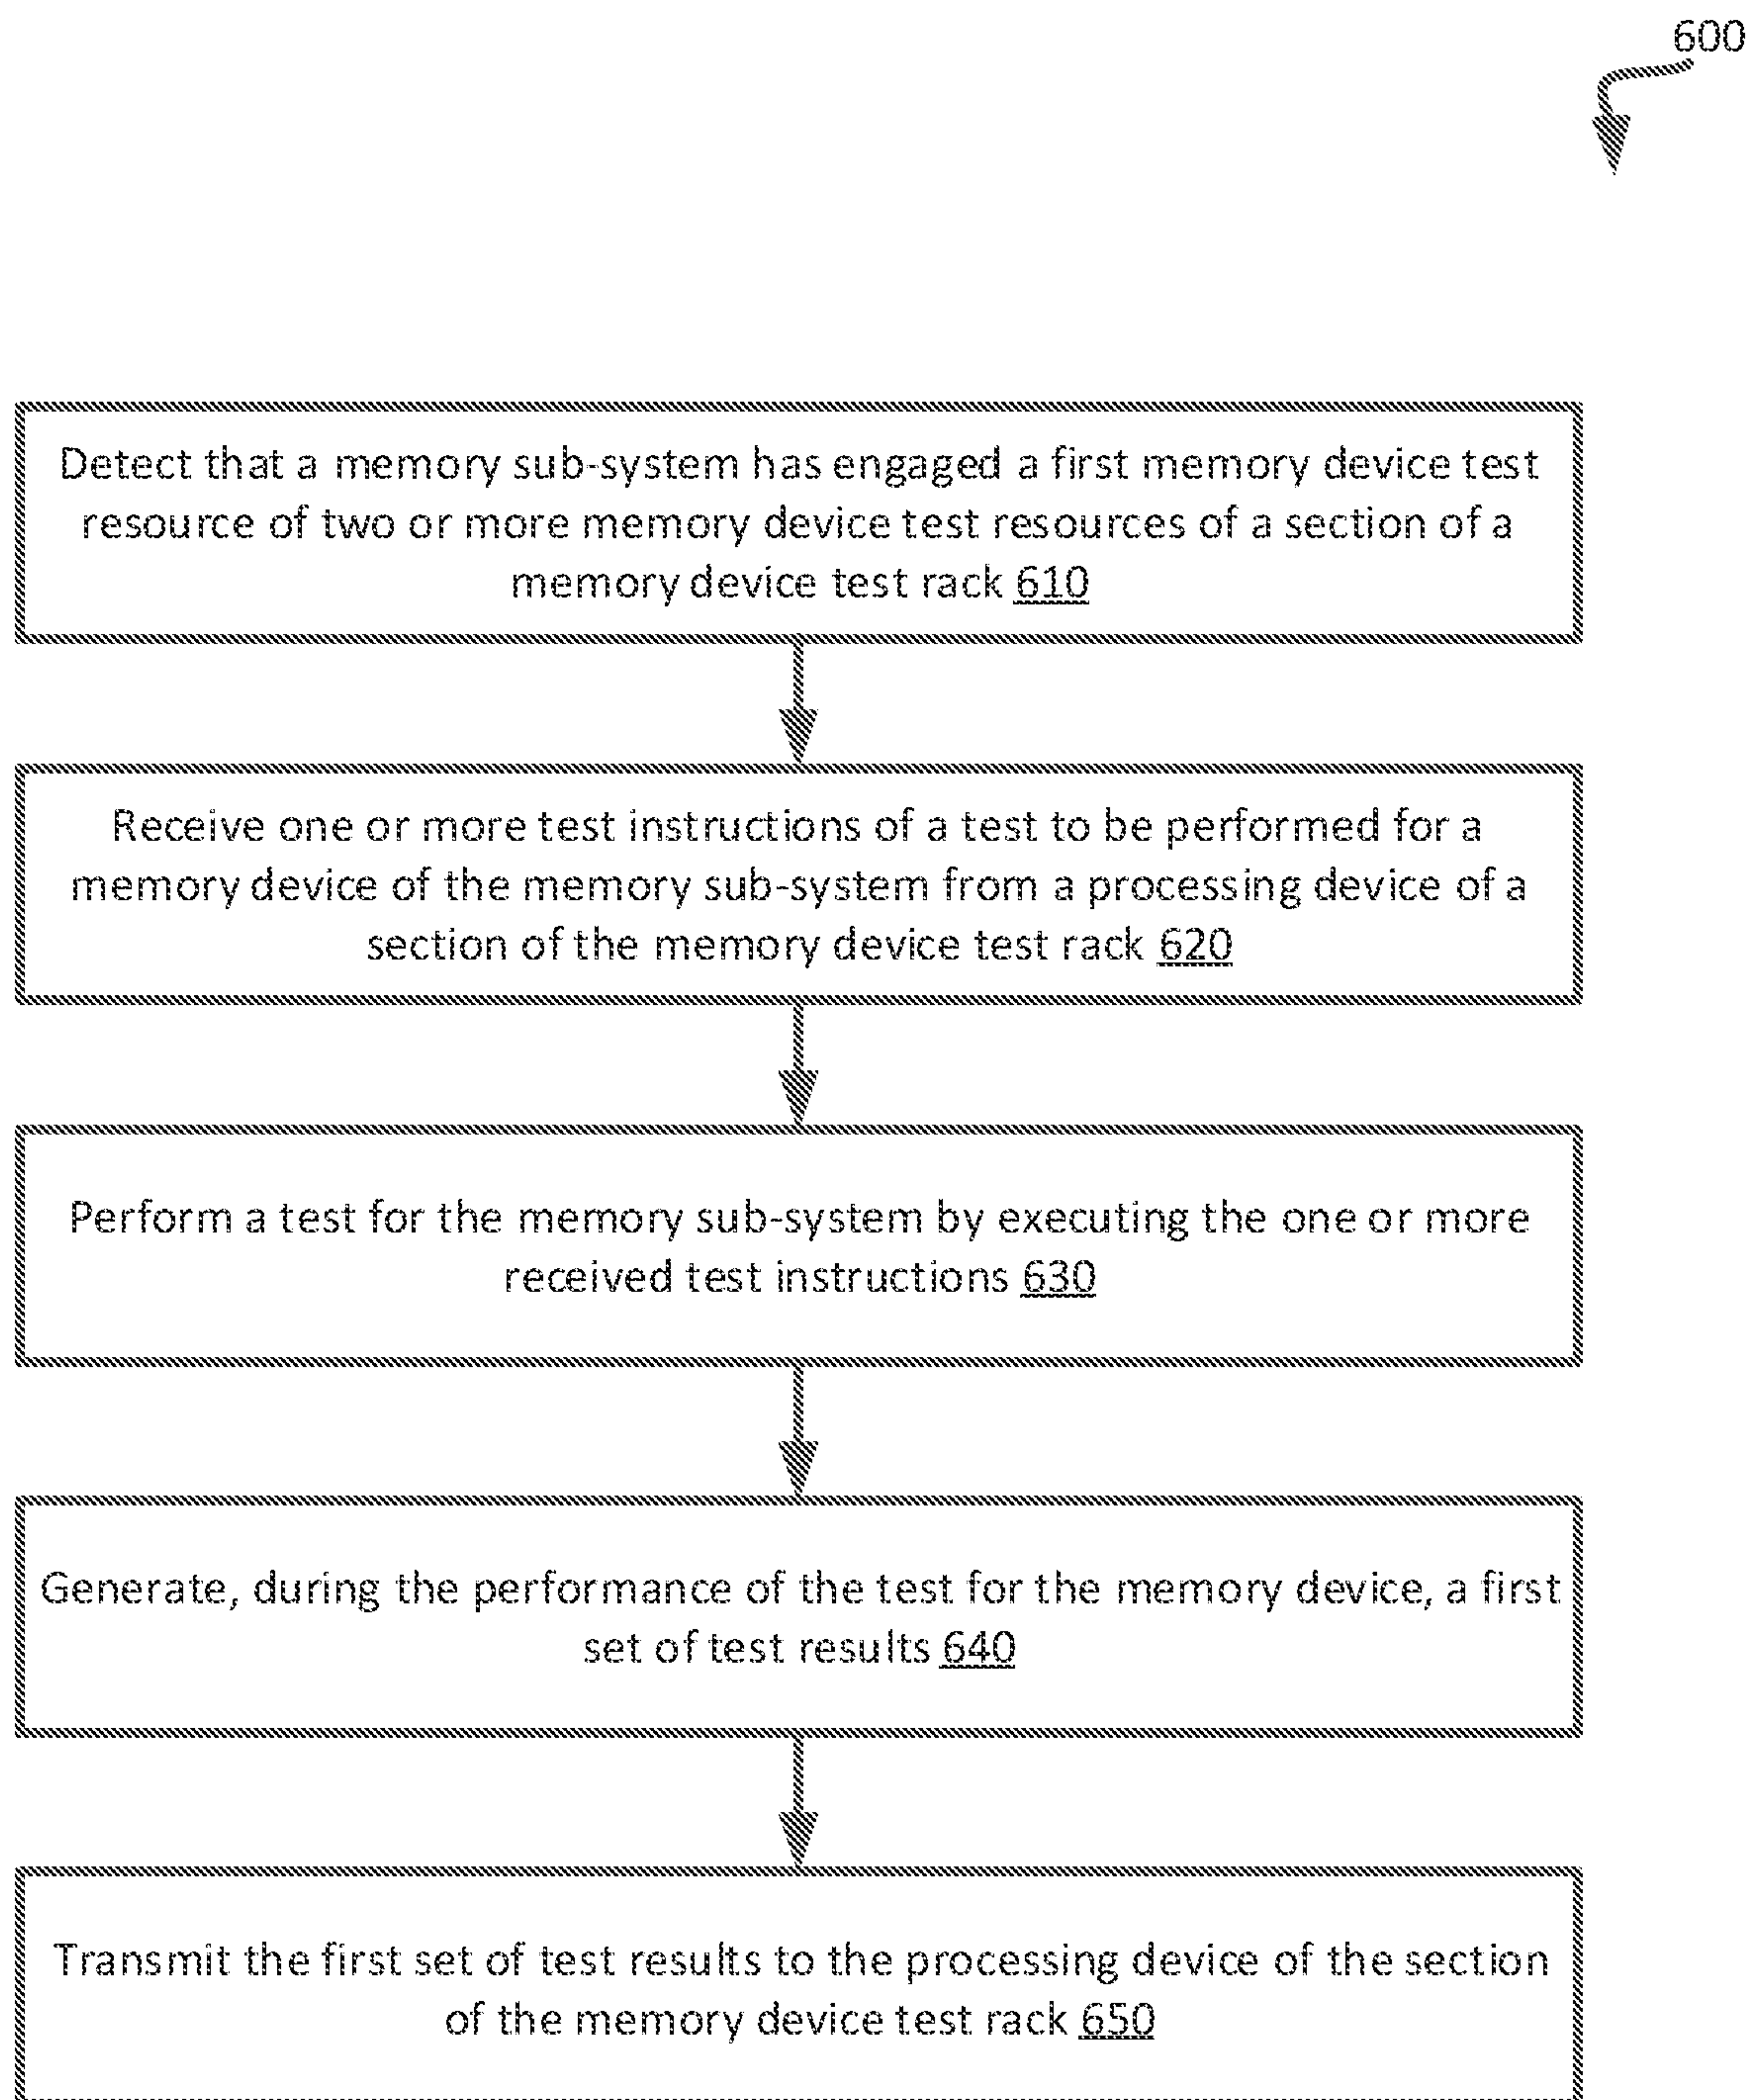 600
Detect that a memory sub-system has engaged a first memory device test
resource of two or more memory device test resources of a section of a
memory device test rack 610
Receive one or more test instructions of a test to be performed for a
memory device of the memory sub-system from a processing device of a
section of the memory device test rack 620
Perform a test for the memory sub-system by executing the one or more
received test instructions 630
Generate, during the performance of the test for the memory device, a first
set of test results 640
Transmit the first set of test results to the processing device of the section
of the memory device test rack 650